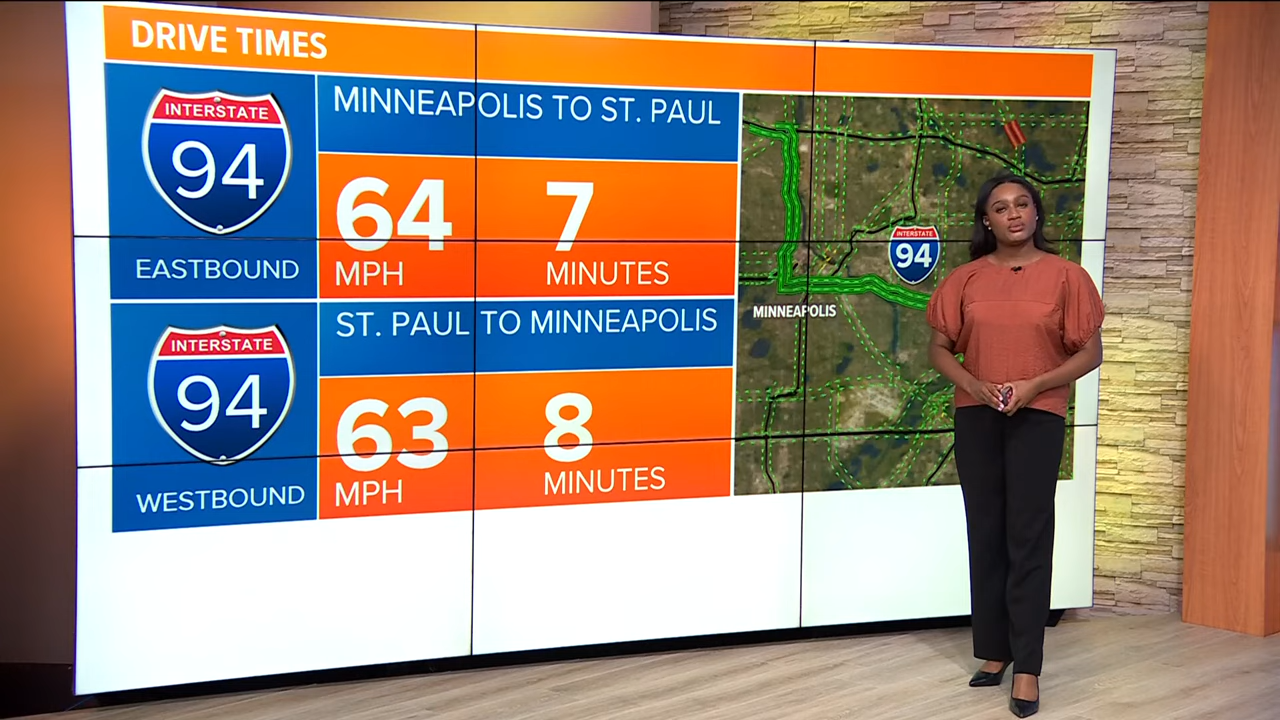 DRIVE TIMES
INTERSTATE
94
EASTBOUND
MINNEAPOLIS TO ST. PAUL
64
MPH
7
MINUTES
INTERSTATE
94
WESTBOUND
ST. PAUL TO MINNEAPOLIS
63
MPH
8
MINUTES
INTERSTATE
94
MINNEAPOLIS